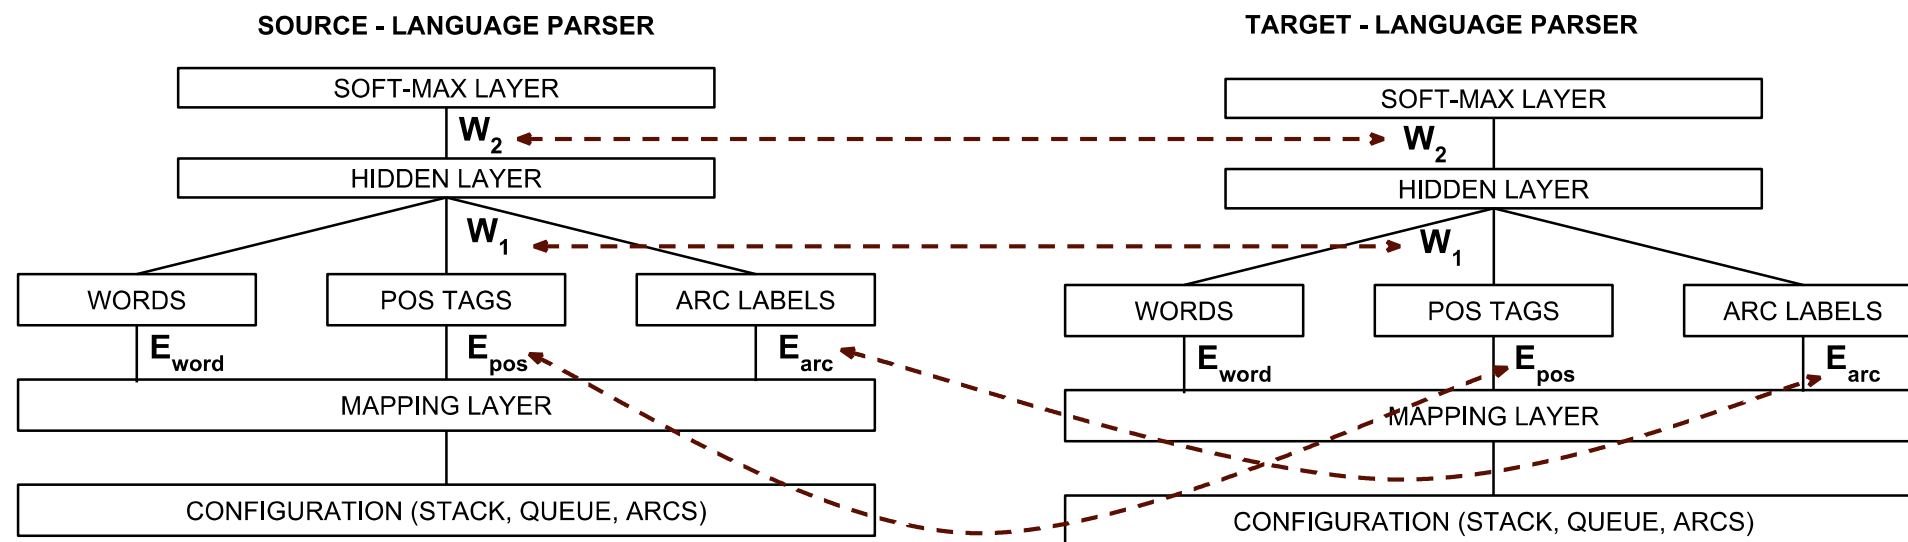 SOURCE - LANGUAGE PARSER
SOFT-MAX LAYER
W2
HIDDEN LAYER
W1
WORDS POS TAGS ARC LABELS
Eword Epos Earc
MAPPING LAYER
CONFIGURATION (STACK, QUEUE, ARCS)
TARGET - LANGUAGE PARSER
SOFT-MAX LAYER
W2
HIDDEN LAYER
W1
WORDS POS TAGS ARC LABELS
Eword Epos Earc
MAPPING LAYER
CONFIGURATION (STACK, QUEUE, ARCS)